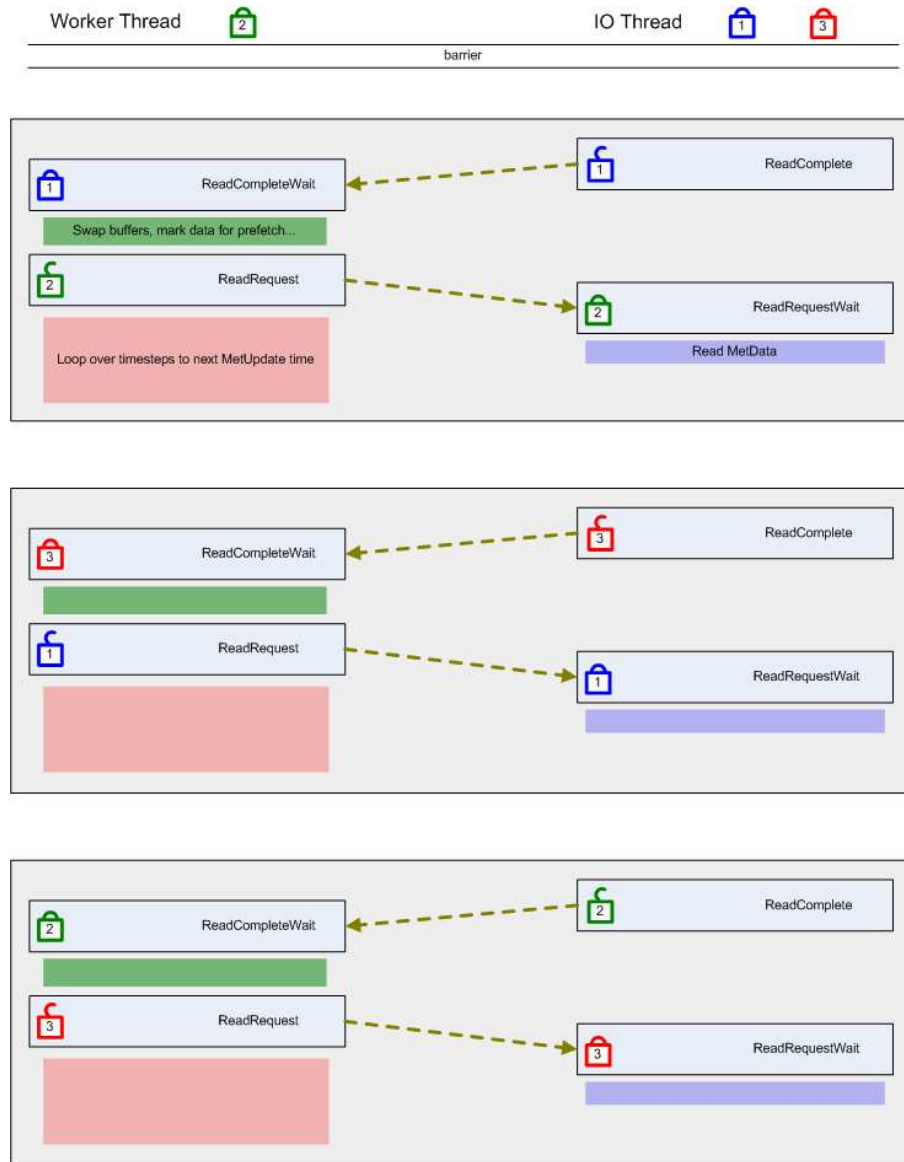 Worker Thread 2 IO Thread 1 3
barrier
1 ReadComplete
1 ReadCompleteWait
Swap buffers, mark data for prefetch...
2 ReadRequest
2 ReadRequestWait
Read MetData
Loop over timesteps to next MetUpdate time
3 ReadComplete
3 ReadCompleteWait
1 ReadRequest
1 ReadRequestWait
2 ReadComplete
2 ReadCompleteWait
3 ReadRequest
3 ReadRequestWait